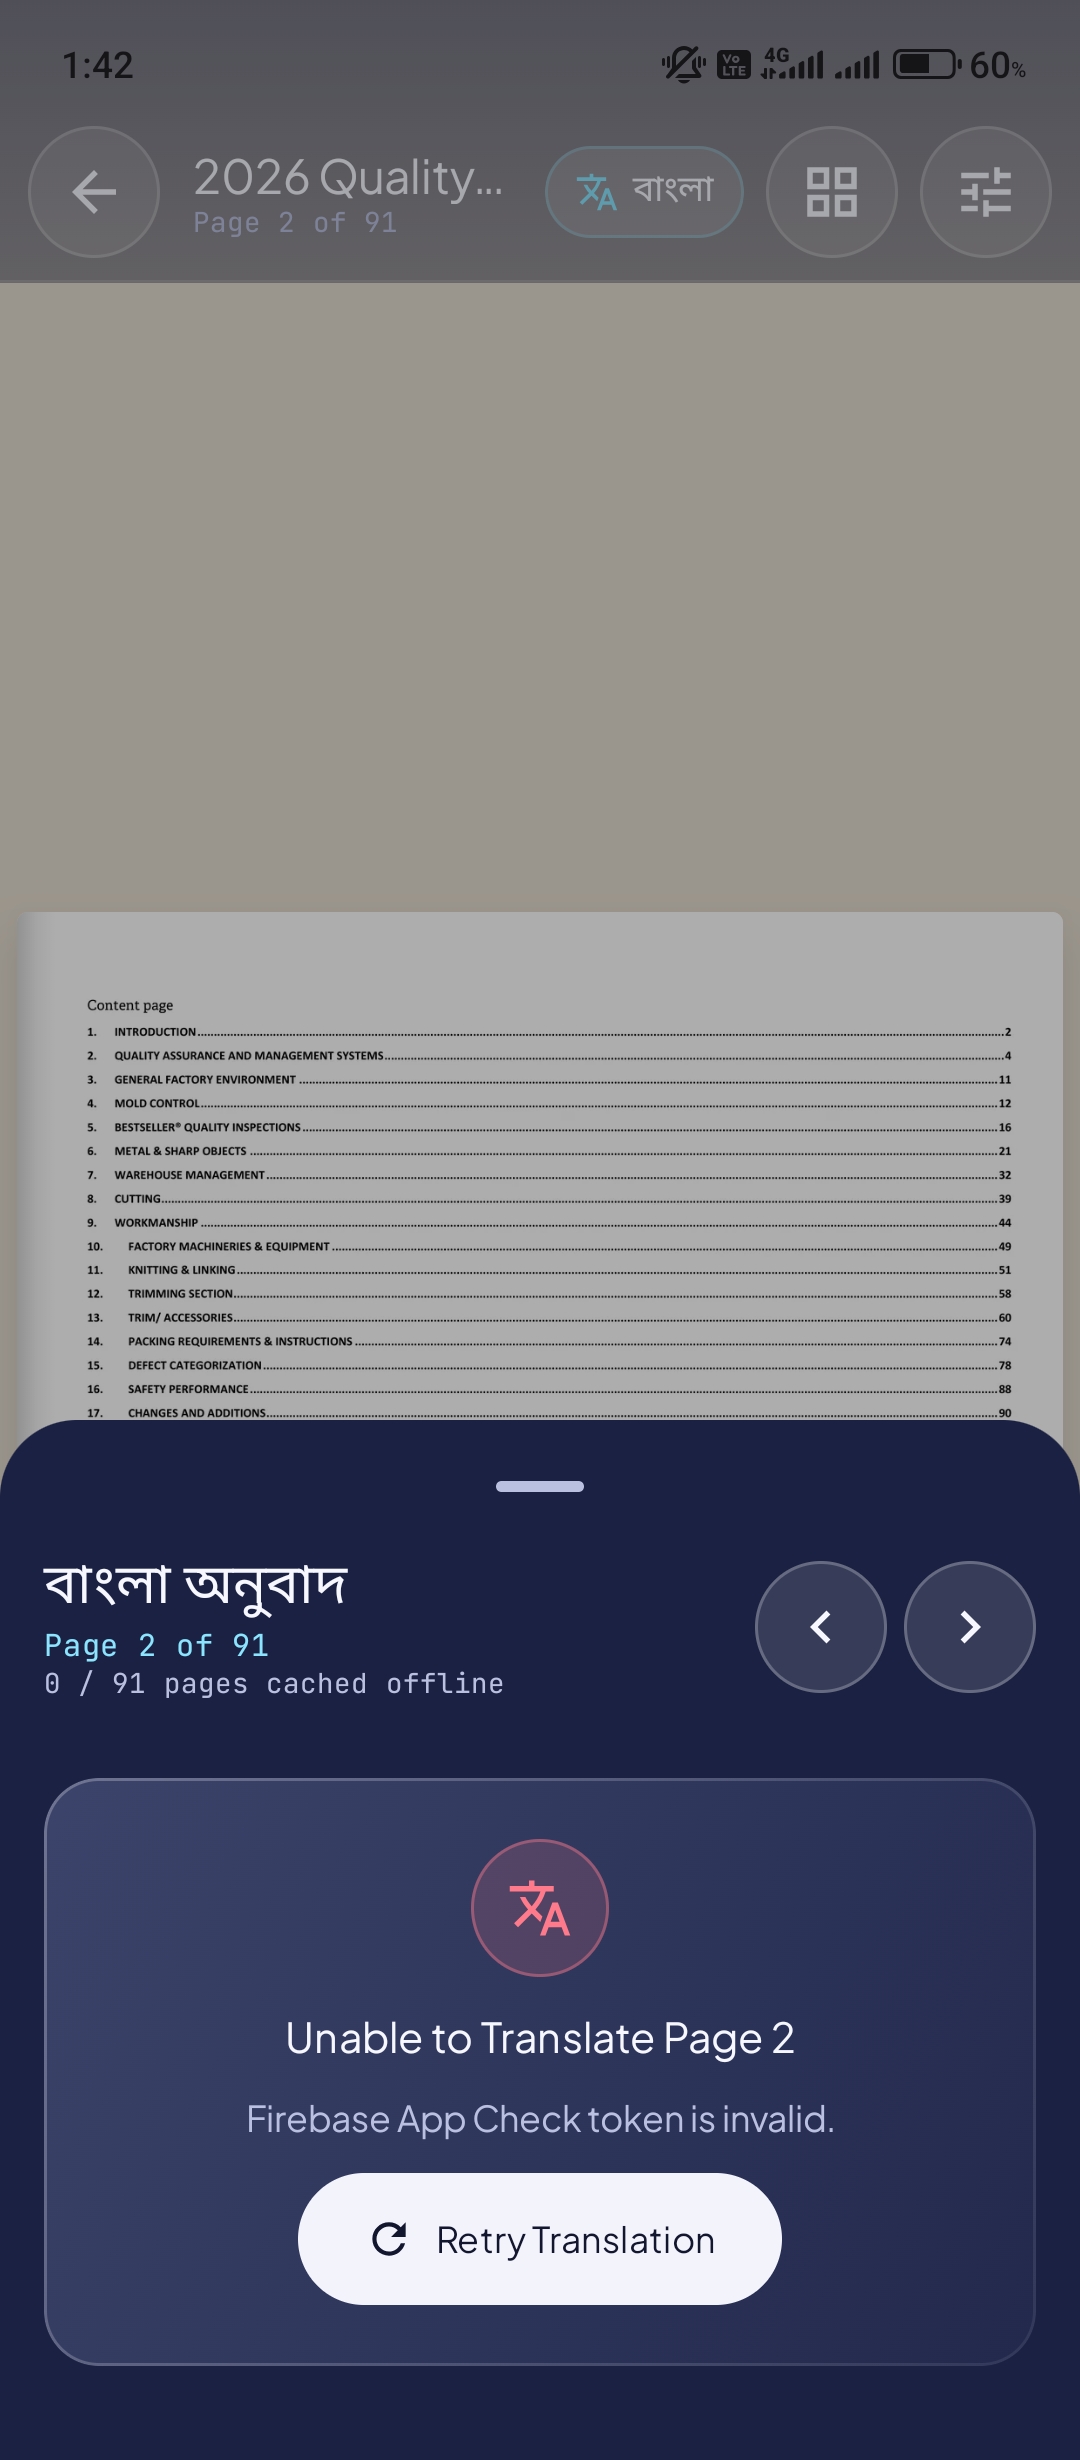 1:42
Vo LTE 4G 60%
2026 Quality...
Page 2 of 91
বাংলা
Content page
1. INTRODUCTION 2
2. QUALITY ASSURANCE AND MANAGEMENT SYSTEMS 4
3. GENERAL FACTORY ENVIRONMENT 11
4. MOLD CONTROL 12
5. BESTSELLER® QUALITY INSPECTIONS 16
6. METAL & SHARP OBJECTS 21
7. WAREHOUSE MANAGEMENT 32
8. CUTTING 39
9. WORKMANSHIP 44
10. FACTORY MACHINERIES & EQUIPMENT 49
11. KNITTING & LINKING 51
12. TRIMMING SECTION 58
13. TRIM/ ACCESSORIES 60
14. PACKING REQUIREMENTS & INSTRUCTIONS 74
15. DEFECT CATEGORIZATION 78
16. SAFETY PERFORMANCE 88
17. CHANGES AND ADDITIONS 90
বাংলা অনুবাদ
Page 2 of 91
0 / 91 pages cached offline
Unable to Translate Page 2
Firebase App Check token is invalid.
Retry Translation